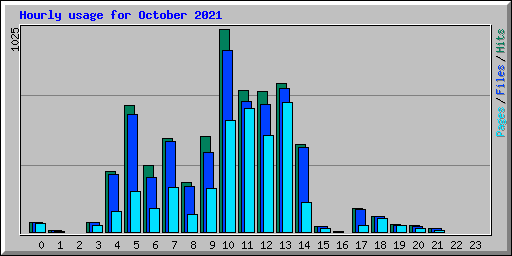 Hourly usage for October 2021
1025
Pages / Files / Hits
0 1 2 3 4 5 6 7 8 9 10 11 12 13 14 15 16 17 18 19 20 21 22 23